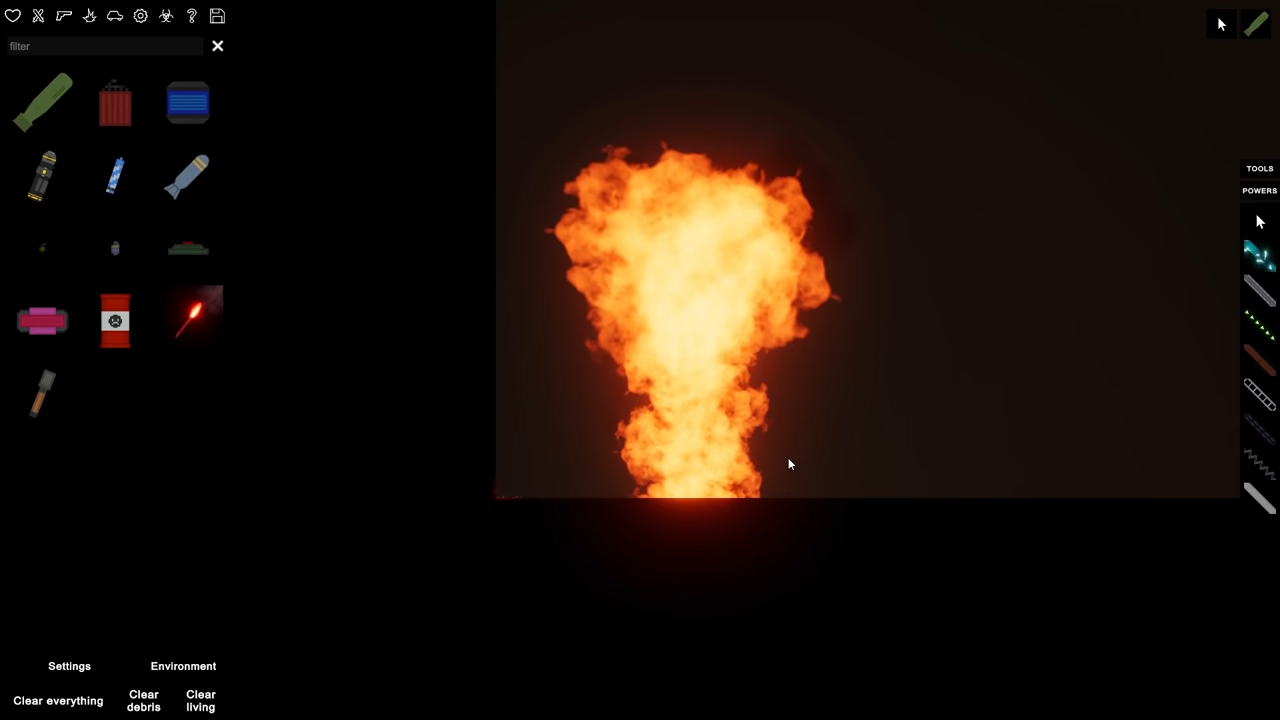 filter
TOOLS
POWERS
Settings
Environment
Clear everything
Clear
debris
Clear
living